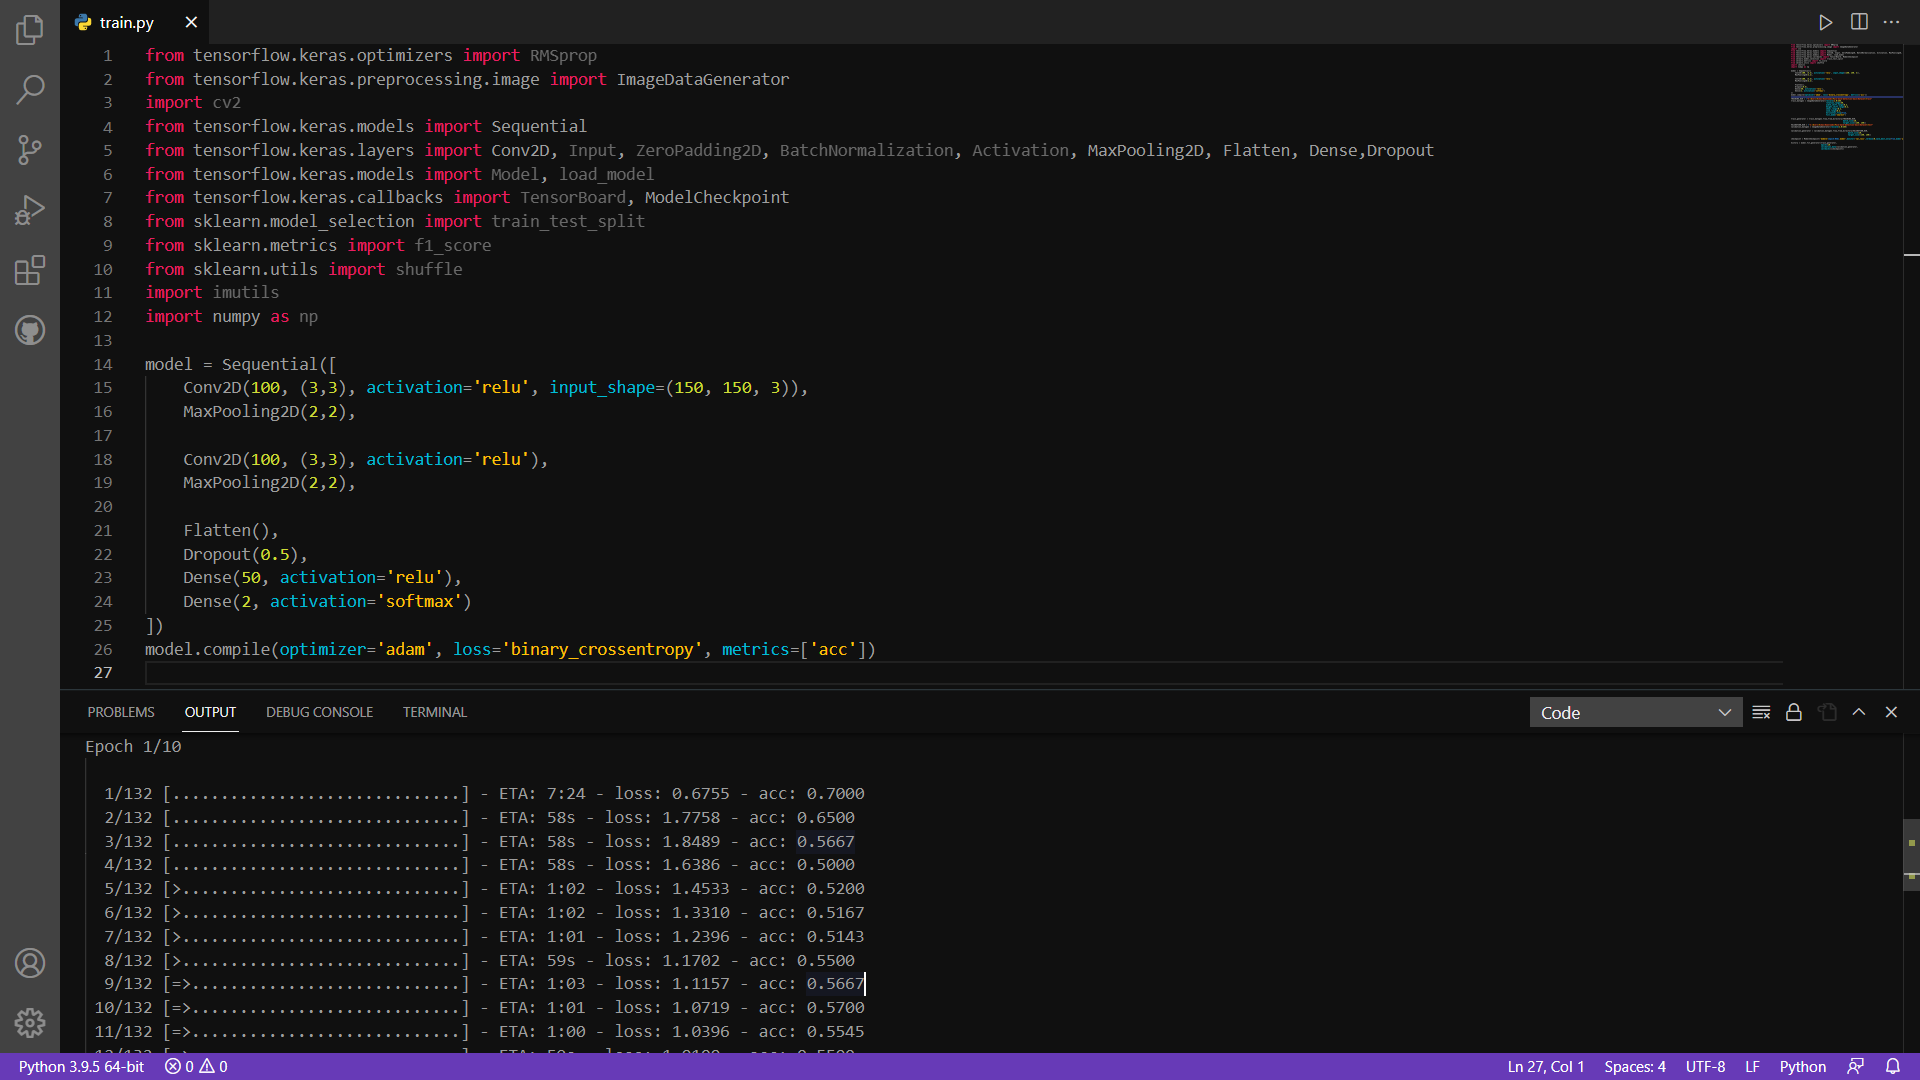 train.py
1 from tensorflow.keras.optimizers import RMSprop
2 from tensorflow.keras.preprocessing.image import ImageDataGenerator
3 import cv2
4 from tensorflow.keras.models import Sequential
5 from tensorflow.keras.layers import Conv2D, Input, ZeroPadding2D, BatchNormalization, Activation, MaxPooling2D, Flatten, Dense,Dropout
6 from tensorflow.keras.models import Model, load_model
7 from tensorflow.keras.callbacks import TensorBoard, ModelCheckpoint
8 from sklearn.model_selection import train_test_split
9 from sklearn.metrics import f1_score
10 from sklearn.utils import shuffle
11 import imutils
12 import numpy as np
13
14 model = Sequential([
15     Conv2D(100, (3,3), activation='relu', input_shape=(150, 150, 3)),
16     MaxPooling2D(2,2),
17
18     Conv2D(100, (3,3), activation='relu'),
19     MaxPooling2D(2,2),
20
21     Flatten(),
22     Dropout(0.5),
23     Dense(50, activation='relu'),
24     Dense(2, activation='softmax')
25 ])
26 model.compile(optimizer='adam', loss='binary_crossentropy', metrics=['acc'])
27
PROBLEMS OUTPUT DEBUG CONSOLE TERMINAL Code
Epoch 1/10
1/132 [..............................] - ETA: 7:24 - loss: 0.6755 - acc: 0.7000
2/132 [..............................] - ETA: 58s - loss: 1.7758 - acc: 0.6500
3/132 [..............................] - ETA: 58s - loss: 1.8489 - acc: 0.5667
4/132 [..............................] - ETA: 58s - loss: 1.6386 - acc: 0.5000
5/132 [>.............................] - ETA: 1:02 - loss: 1.4533 - acc: 0.5200
6/132 [>.............................] - ETA: 1:02 - loss: 1.3310 - acc: 0.5167
7/132 [>.............................] - ETA: 1:01 - loss: 1.2396 - acc: 0.5143
8/132 [>.............................] - ETA: 59s - loss: 1.1702 - acc: 0.5500
9/132 [=>............................] - ETA: 1:03 - loss: 1.1157 - acc: 0.5667
10/132 [=>............................] - ETA: 1:01 - loss: 1.0719 - acc: 0.5700
11/132 [=>............................] - ETA: 1:00 - loss: 1.0396 - acc: 0.5545
Python 3.9.5 64-bit 0 0 Ln 27, Col 1 Spaces: 4 UTF-8 LF Python